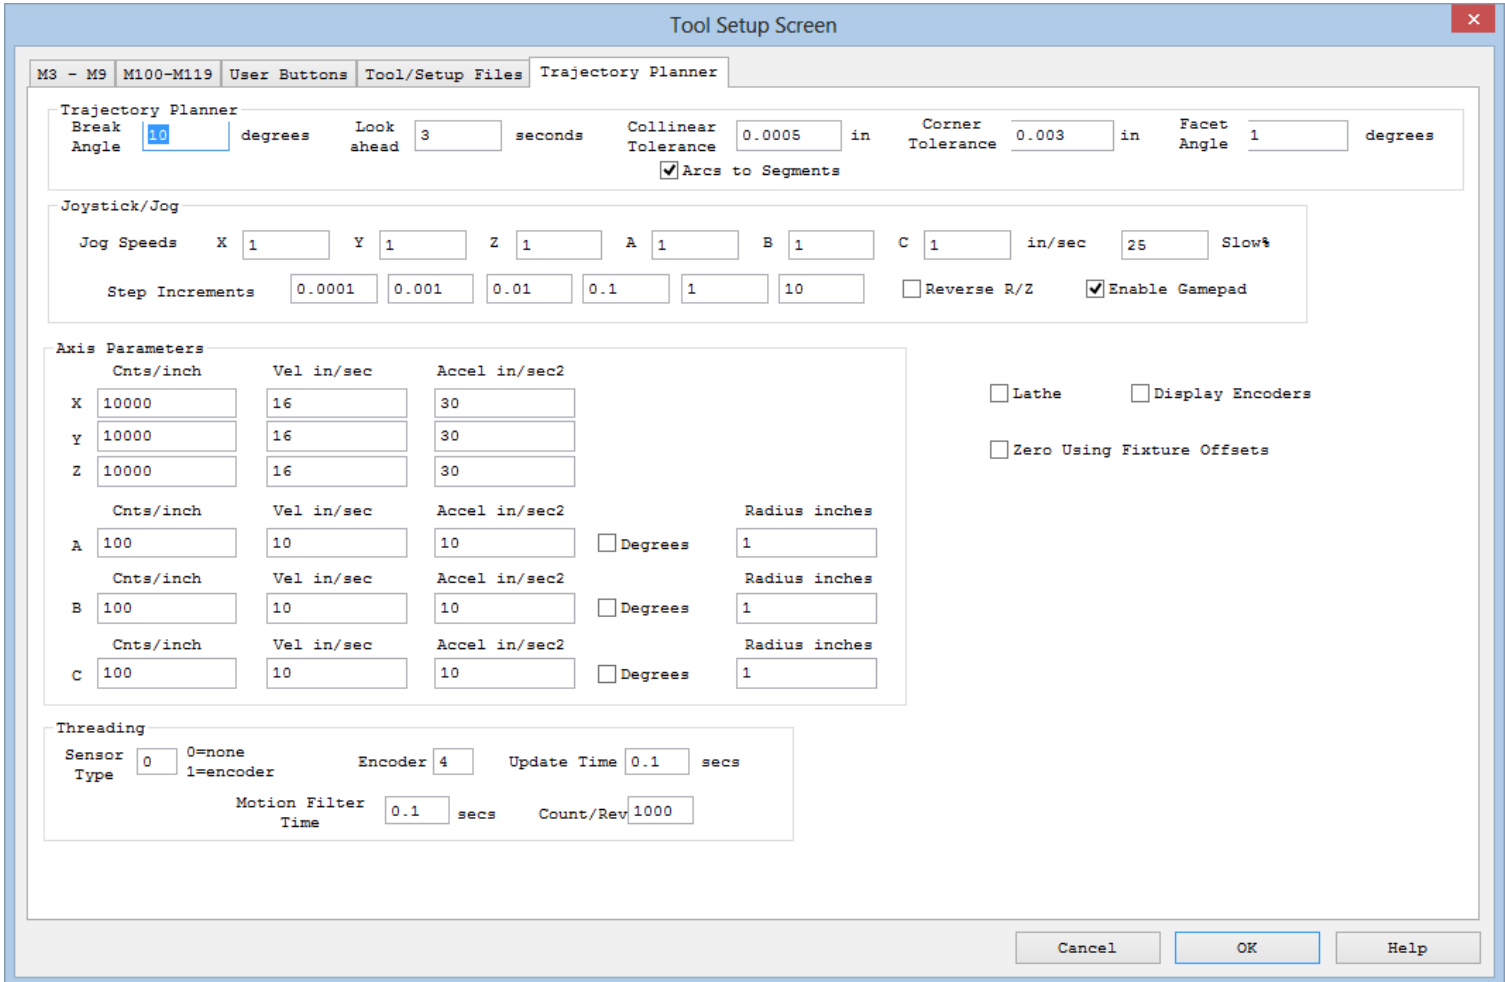 Tool Setup Screen
M3 - M9 M100-M119 User Buttons Tool/Setup Files Trajectory Planner
Trajectory Planner
Break Angle 10 degrees Look ahead 3 seconds Collinear Tolerance 0.0005 in Corner Tolerance 0.003 in Facet Angle 1 degrees
Arcs to Segments
Joystick/Jog
Jog Speeds X 1 Y 1 Z 1 A 1 B 1 C 1 in/sec 25 Slow%
Step Increments 0.0001 0.001 0.01 0.1 1 10 Reverse R/Z Enable Gamepad
Axis Parameters
Cnts/inch Vel in/sec Accel in/sec2
X 10000 16 30
Y 10000 16 30
Z 10000 16 30
Cnts/inch Vel in/sec Accel in/sec2 Radius inches
A 100 10 10 Degrees 1
Cnts/inch Vel in/sec Accel in/sec2 Radius inches
B 100 10 10 Degrees 1
Cnts/inch Vel in/sec Accel in/sec2 Radius inches
C 100 10 10 Degrees 1
Lathe Display Encoders
Zero Using Fixture Offsets
Threading
Sensor Type 0 0=none 1=encoder Encoder 4 Update Time 0.1 secs
Motion Filter Time 0.1 secs Count/Rev 1000
Cancel OK Help